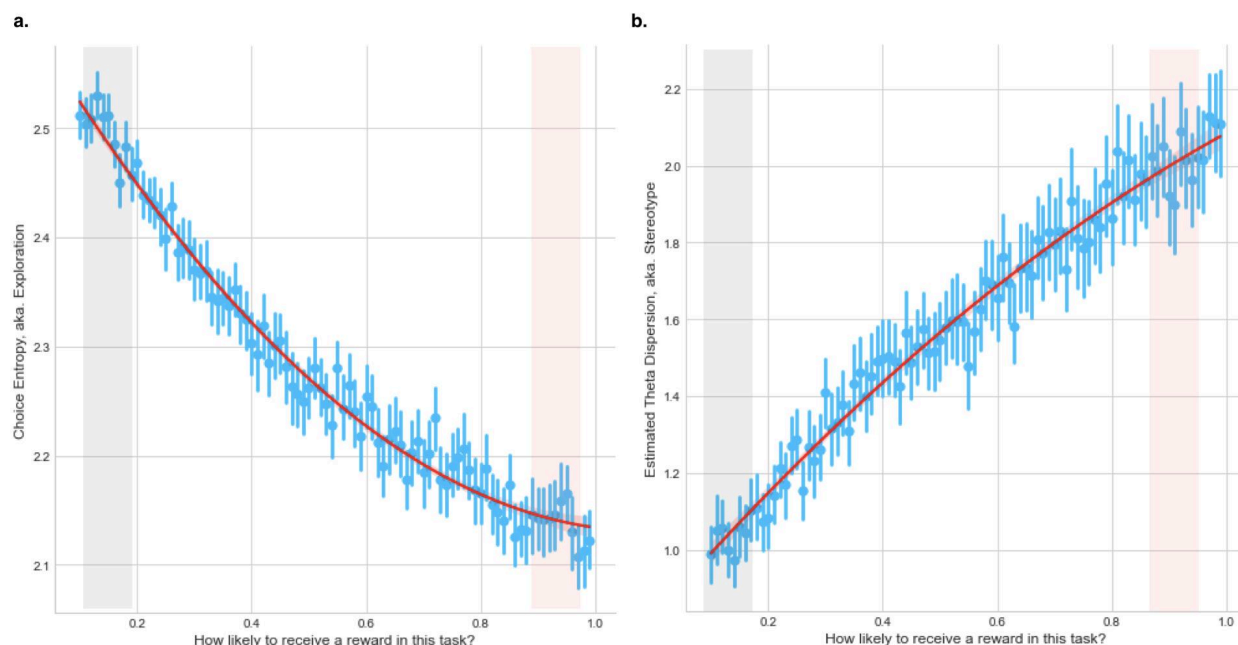 a.
Choice Entropy, aka. Exploration
2.5
2.4
2.3
2.2
2.1
0.2 0.4 0.6 0.8 1.0
How likely to receive a reward in this task?
b.
Estimated Theta Dispersion, aka. Stereotype
2.2
2.0
1.8
1.6
1.4
1.2
1.0
0.2 0.4 0.6 0.8 1.0
How likely to receive a reward in this task?